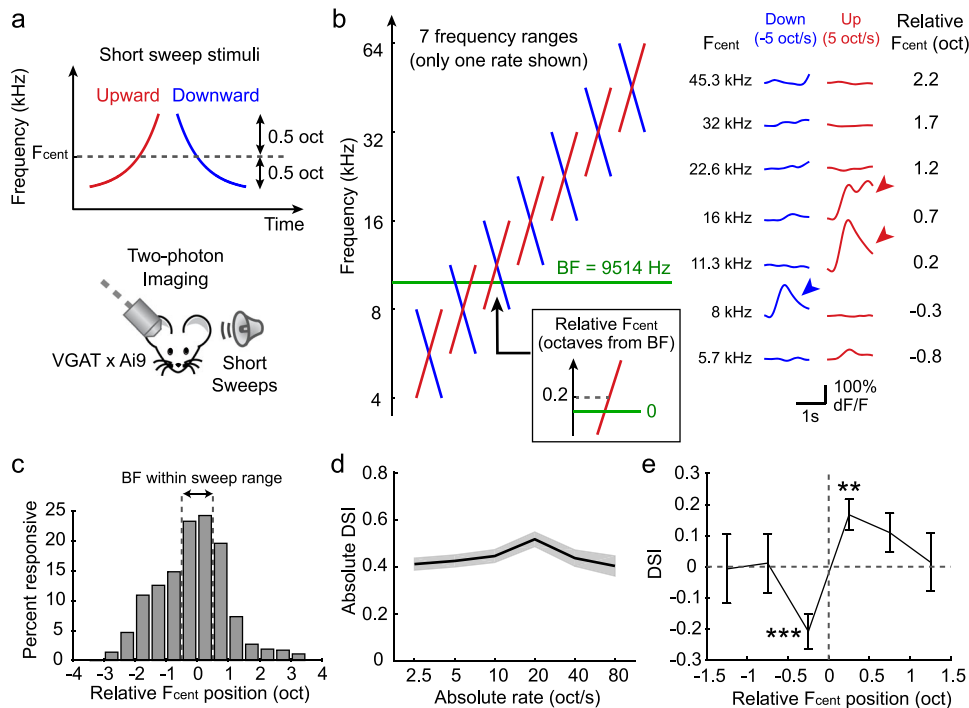 a
Short sweep stimuli
Upward
Downward
Frequency (kHz)
Fcent
0.5 oct
0.5 oct
Time
Two-photon
Imaging
VGAT x Ai9
Short
Sweeps
b
7 frequency ranges
(only one rate shown)
Frequency (kHz)
64
32
16
8
4
BF = 9514 Hz
Relative Fcent
(octaves from BF)
0.2
0
Fcent
Down
(-5 oct/s)
Up
(5 oct/s)
Relative
Fcent (oct)
45.3 kHz
2.2
32 kHz
1.7
22.6 kHz
1.2
16 kHz
0.7
11.3 kHz
0.2
8 kHz
-0.3
5.7 kHz
-0.8
1s
100%
dF/F
c
BF within sweep range
Percent responsive
25
20
15
10
5
0
−4 −3 −2 −1 0 1 2 3 4
Relative Fcent position (oct)
d
Absolute DSI
0.8
0.6
0.4
0.2
0
2.5 5 10 20 40 80
Absolute rate (oct/s)
e
DSI
0.3
0.2
0.1
0
-0.1
-0.2
-0.3
**
***
-1.5 -1 -0.5 0 0.5 1 1.5
Relative Fcent position (oct)